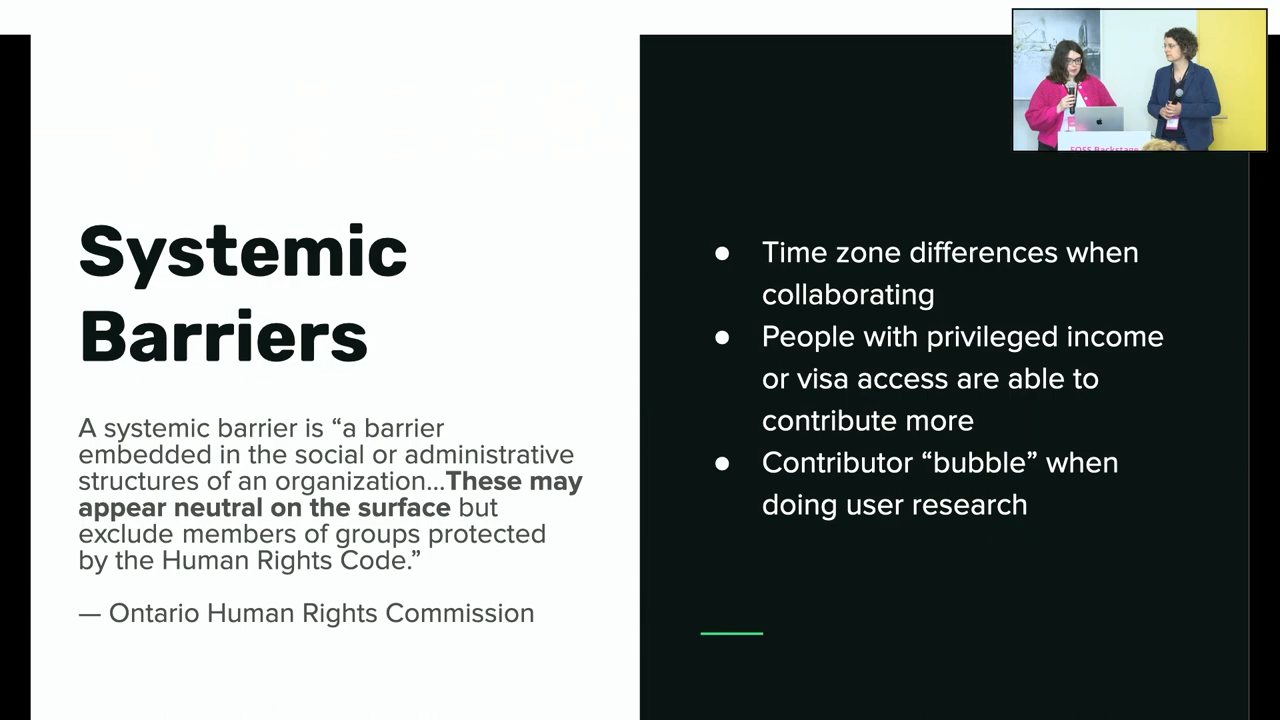 Systemic
Barriers
A systemic barrier is “a barrier
embedded in the social or administrative
structures of an organization...These may
appear neutral on the surface but
exclude members of groups protected
by the Human Rights Code.”
— Ontario Human Rights Commission
● Time zone differences when
collaborating
● People with privileged income
or visa access are able to
contribute more
● Contributor “bubble” when
doing user research
FOSS Backstage